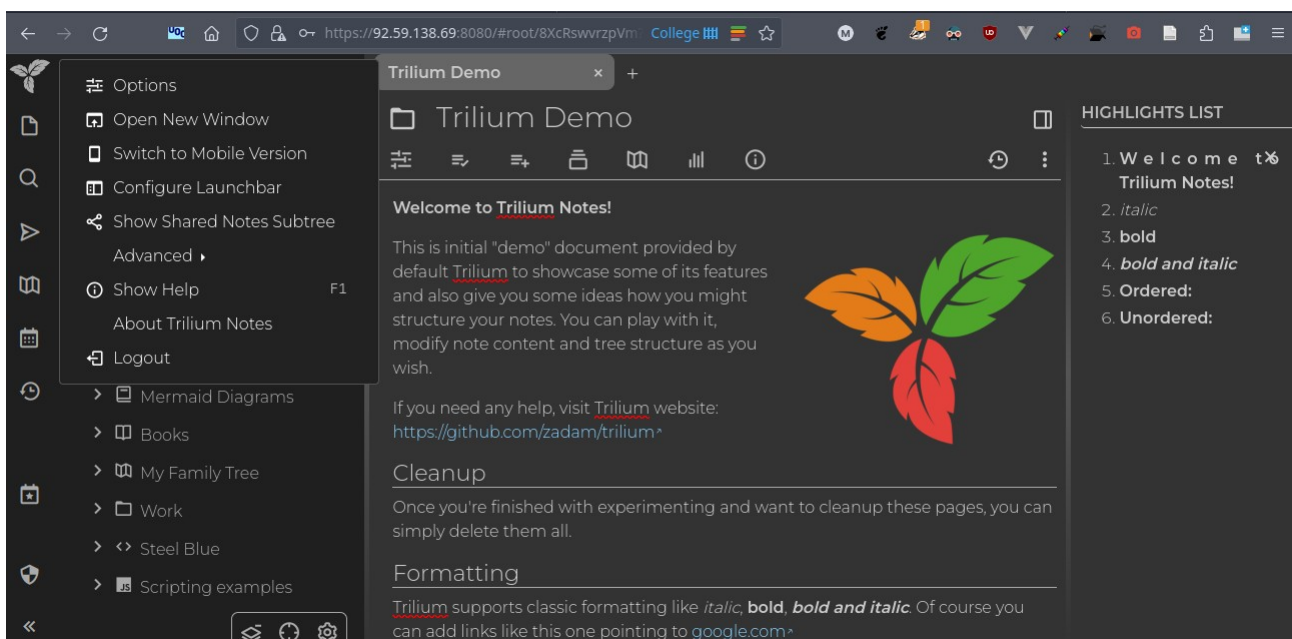 https://92.59.138.69:8080/#root/8XcRswvrzpVm College
Options
Open New Window
Switch to Mobile Version
Configure Launchbar
Show Shared Notes Subtree
Advanced
Show Help F1
About Trilium Notes
Logout
Mermaid Diagrams
Books
My Family Tree
Work
Steel Blue
JS Scripting examples
Trilium Demo × +
Trilium Demo
Welcome to Trilium Notes!
This is initial "demo" document provided by
default Trilium to showcase some of its features
and also give you some ideas how you might
structure your notes. You can play with it,
modify note content and tree structure as you
wish.
If you need any help, visit Trilium website:
https://github.com/zadam/trilium
Cleanup
Once you're finished with experimenting and want to cleanup these pages, you can
simply delete them all.
Formatting
Trilium supports classic formatting like italic, bold, bold and italic. Of course you
can add links like this one pointing to google.com
HIGHLIGHTS LIST
1. Welcome to
Trilium Notes!
2. italic
3. bold
4. bold and italic
5. Ordered:
6. Unordered: